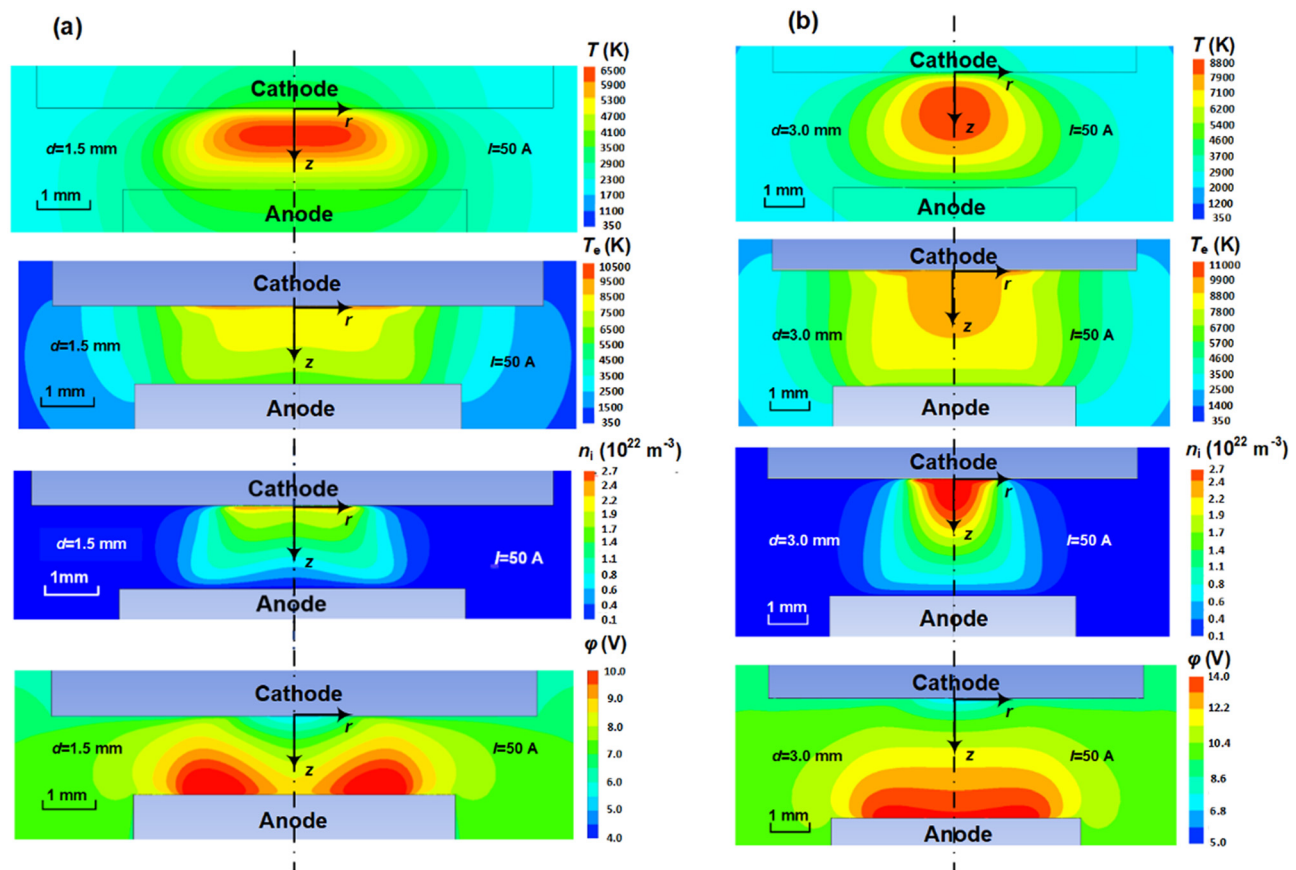 (a)
T (K)
6500
5900
5300
4700
4100
3500
2900
2300
1700
1100
350
Cathode
r
d=1.5 mm
I=50 A
z
1 mm
Anode
Te (K)
10500
9500
8500
7500
6500
5500
4500
3500
2500
1500
350
Cathode
r
d=1.5 mm
I=50 A
z
1 mm
Anode
ni (10²² m⁻³)
2.7
2.4
2.2
1.9
1.7
1.4
1.1
0.8
0.6
0.4
0.1
Cathode
r
d=1.5 mm
I=50 A
z
1mm
Anode
φ (V)
10.0
9.0
8.0
7.0
6.0
5.0
4.0
Cathode
r
d=1.5 mm
I=50 A
z
1 mm
Anode
(b)
T (K)
8800
7900
7100
6200
5400
4600
3700
2900
2000
1200
350
Cathode
r
d=3.0 mm
I=50 A
z
1 mm
Anode
Te (K)
11000
9900
8800
7800
6700
5700
4600
3600
2500
1400
350
Cathode
r
d=3.0 mm
I=50 A
z
1 mm
Anode
ni (10²² m⁻³)
2.7
2.4
2.2
1.9
1.7
1.4
1.1
0.8
0.6
0.4
0.1
Cathode
r
d=3.0 mm
I=50 A
z
1 mm
Anode
φ (V)
14.0
12.2
10.4
8.6
6.8
5.0
Cathode
r
d=3.0 mm
I=50 A
z
1 mm
Anode